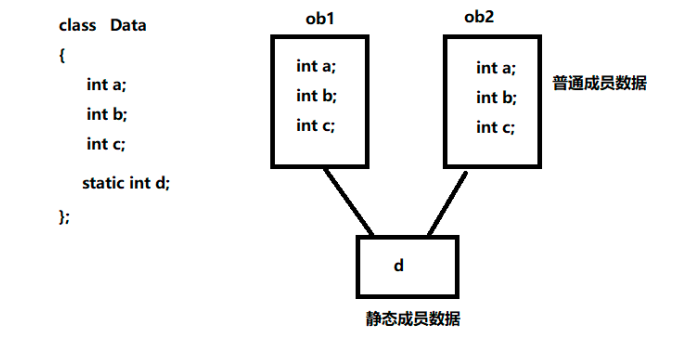 class Data
{
int a;
int b;
int c;
static int d;
};
ob1
int a;
int b;
int c;
ob2
int a;
int b;
int c;
普通成员数据
d
静态成员数据